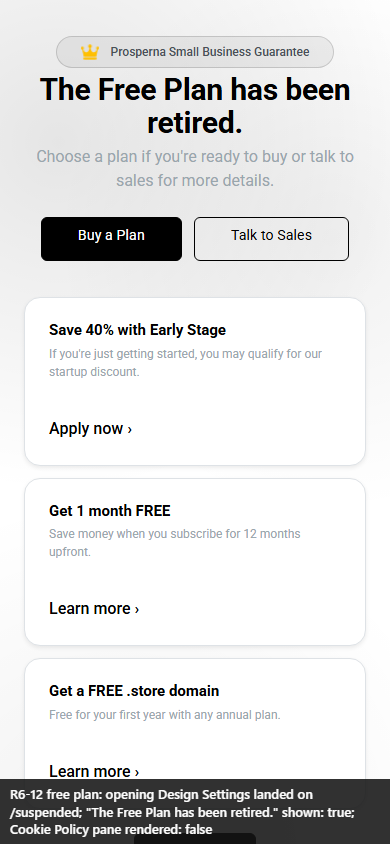 Prosperna Small Business Guarantee
The Free Plan has been
retired.
Choose a plan if you're ready to buy or talk to
sales for more details.
Buy a Plan
Talk to Sales
Save 40% with Early Stage
If you're just getting started, you may qualify for our
startup discount.
Apply now ›
Get 1 month FREE
Save money when you subscribe for 12 months
upfront.
Learn more ›
Get a FREE .store domain
Free for your first year with any annual plan.
Learn more ›
R6-12 free plan: opening Design Settings landed on
/suspended; "The Free Plan has been retired." shown: true;
Cookie Policy pane rendered: false